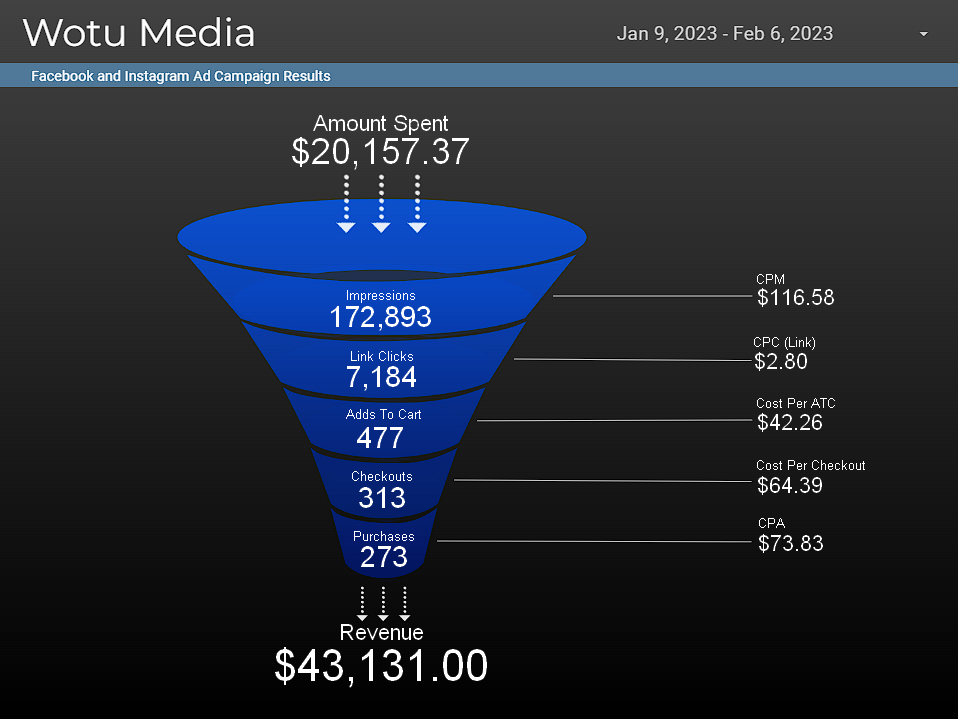 Wotu Media
Jan 9, 2023 - Feb 6, 2023
Facebook and Instagram Ad Campaign Results
Amount Spent
$20,157.37
Impressions
172,893
CPM
$116.58
Link Clicks
7,184
CPC (Link)
$2.80
Adds To Cart
477
Cost Per ATC
$42.26
Checkouts
313
Cost Per Checkout
$64.39
Purchases
273
CPA
$73.83
Revenue
$43,131.00